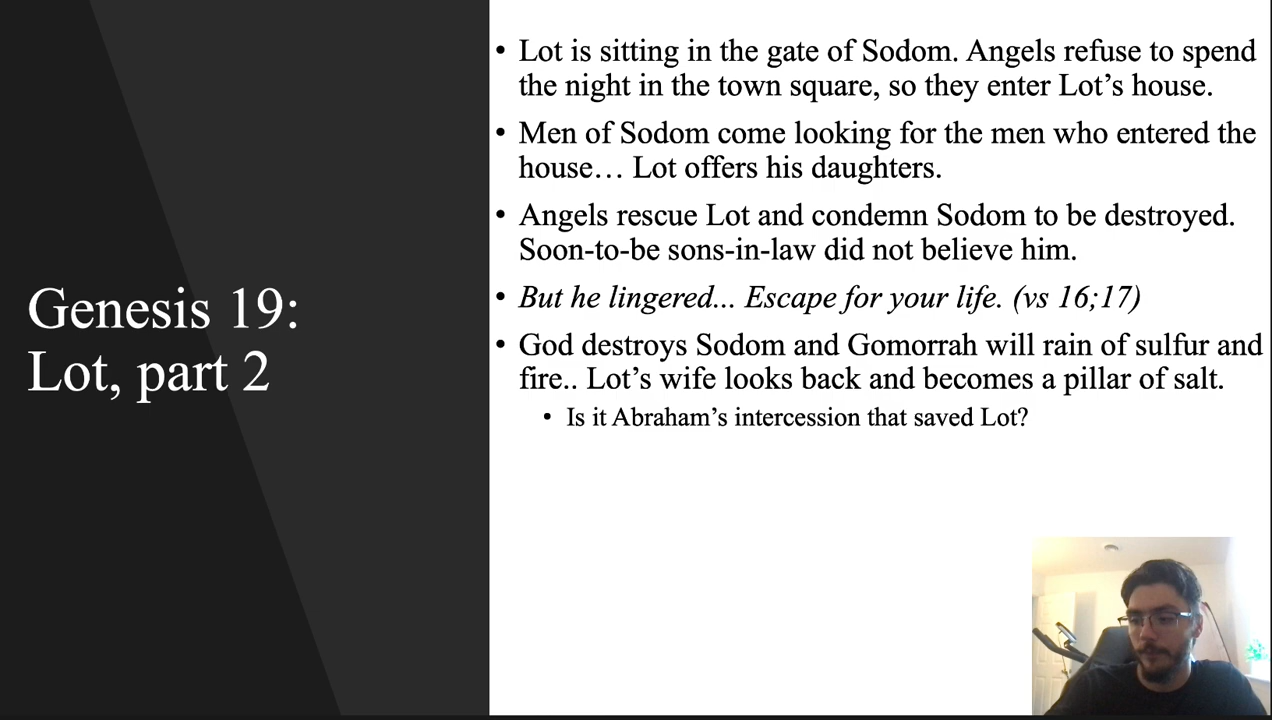 Genesis 19:
Lot, part 2
• Lot is sitting in the gate of Sodom. Angels refuse to spend
the night in the town square, so they enter Lot’s house.
• Men of Sodom come looking for the men who entered the
house… Lot offers his daughters.
• Angels rescue Lot and condemn Sodom to be destroyed.
Soon-to-be sons-in-law did not believe him.
• But he lingered... Escape for your life. (vs 16;17)
• God destroys Sodom and Gomorrah will rain of sulfur and
fire.. Lot’s wife looks back and becomes a pillar of salt.
• Is it Abraham’s intercession that saved Lot?